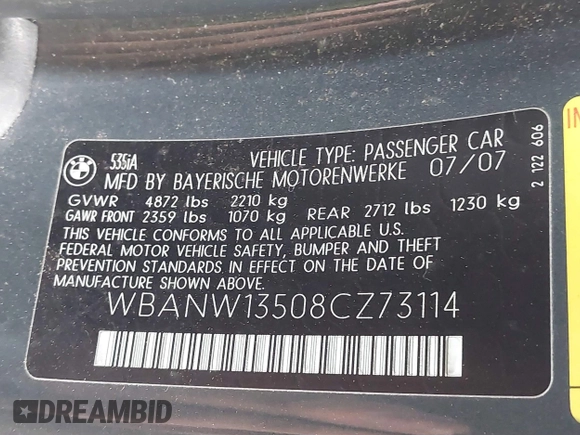 BMW
535iA
VEHICLE TYPE: PASSENGER CAR
MFD BY BAYERISCHE MOTORENWERKE 07/07
GVWR 4872 lbs 2210 kg
GAWR FRONT 2359 lbs 1070 kg REAR 2712 lbs 1230 kg
THIS VEHICLE CONFORMS TO ALL APPLICABLE U.S.
FEDERAL MOTOR VEHICLE SAFETY, BUMPER AND THEFT
PREVENTION STANDARDS IN EFFECT ON THE DATE OF
MANUFACTURE SHOWN ABOVE.
WBANW13508CZ73114
2 122 606
IN
DREAMBID